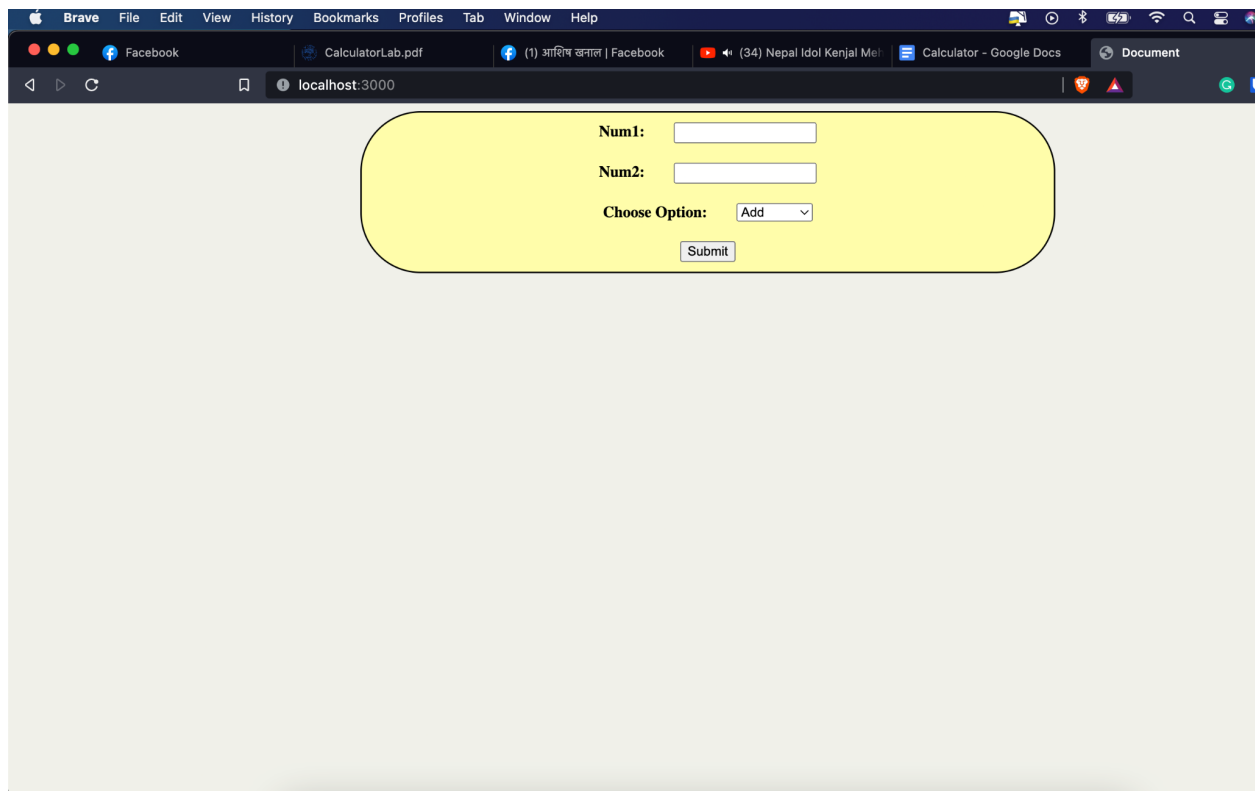 Brave File Edit View History Bookmarks Profiles Tab Window Help
Facebook CalculatorLab.pdf (1) आशिष खनाल | Facebook (34) Nepal Idol Kenjal Meh Calculator - Google Docs Document
localhost:3000
Num1:
Num2:
Choose Option: Add
Submit